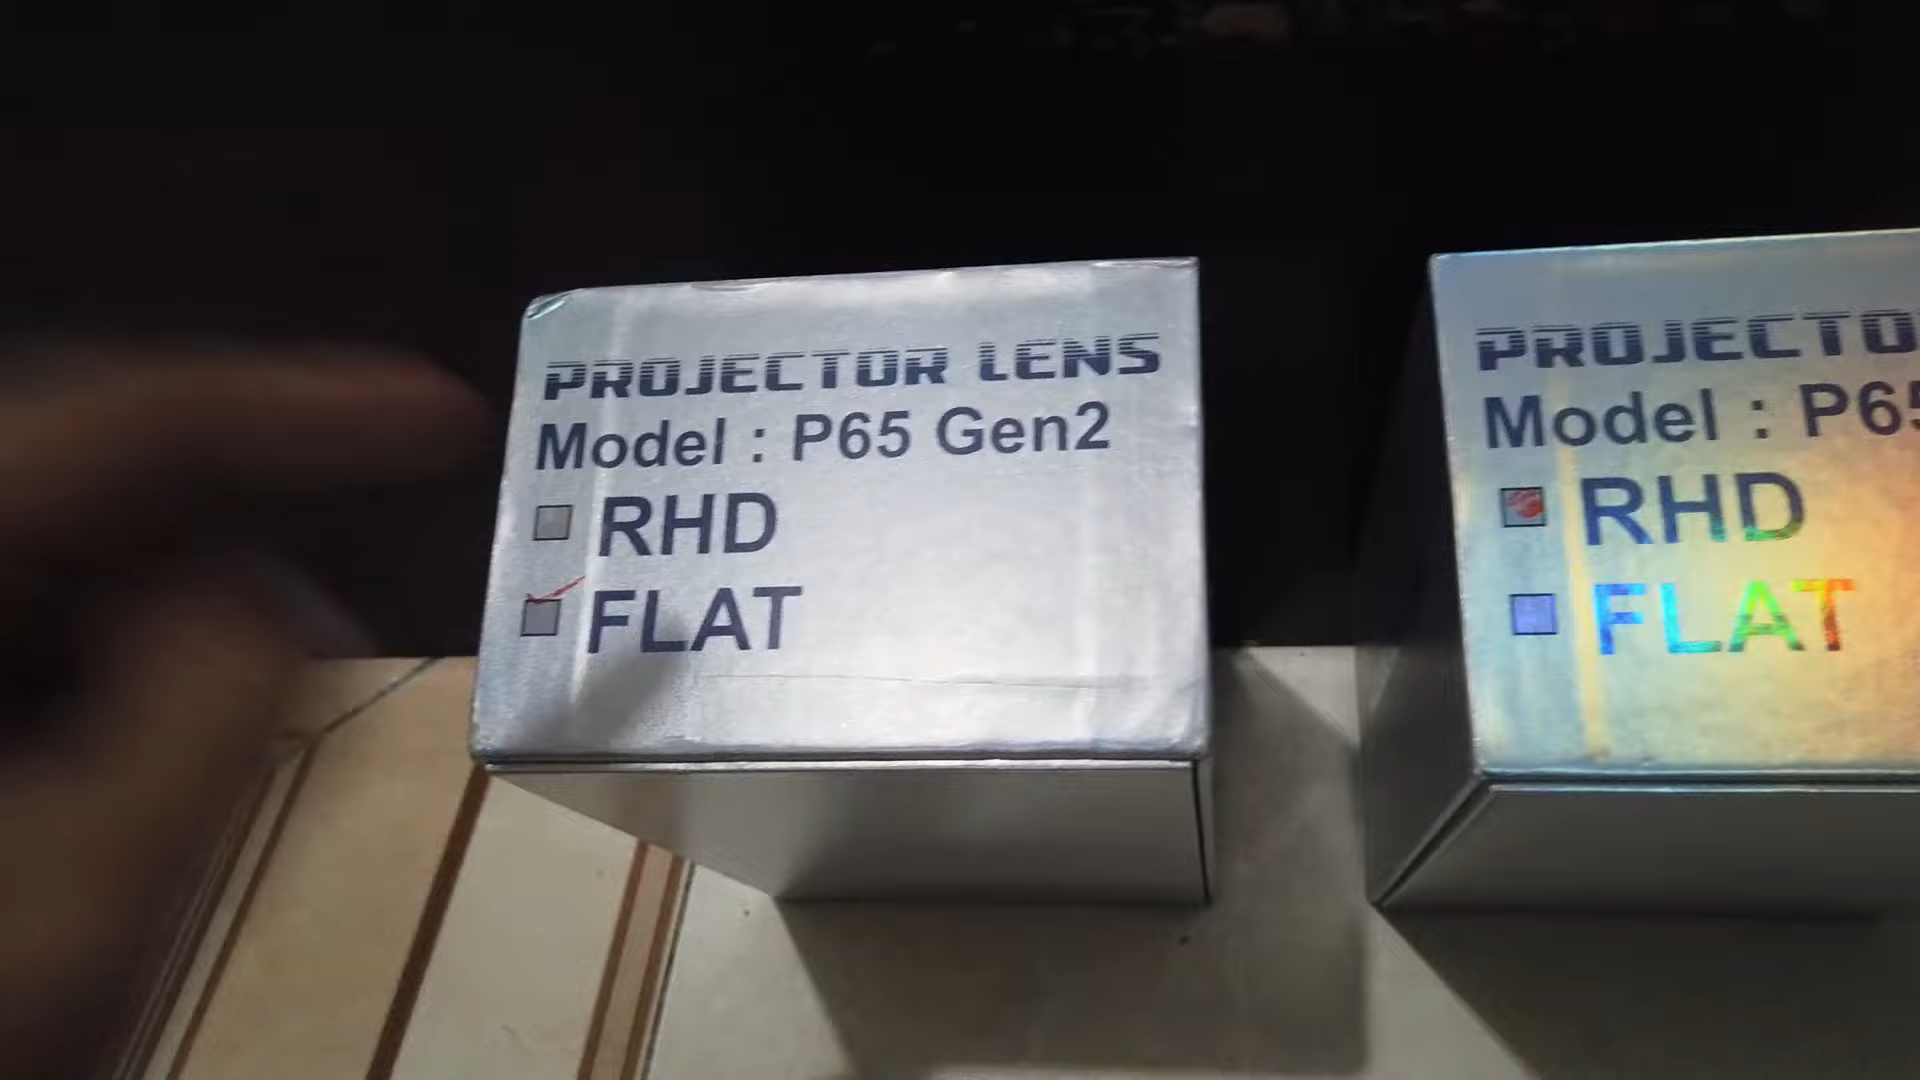 PROJECTOR LENS
Model : P65 Gen2
RHD
FLAT
PROJECTO
Model : P65
RHD
FLAT